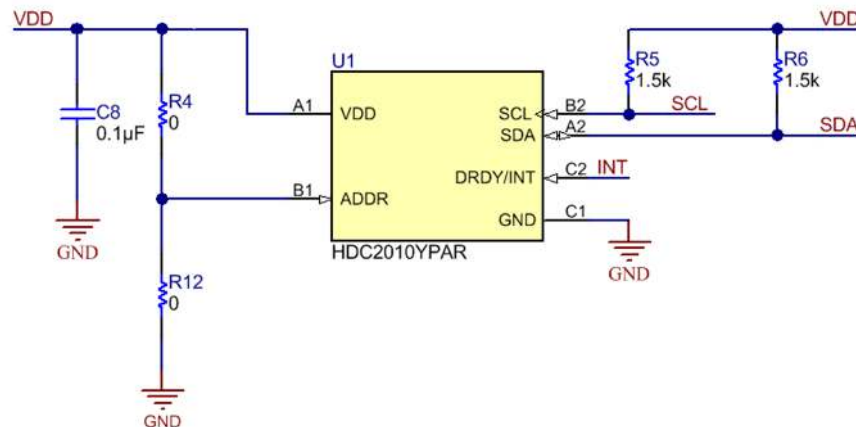 VDD
C8
0.1µF
GND
R4
0
R12
0
GND
U1
A1
VDD
B1
ADDR
SCL
B2
SDA
A2
DRDY/INT
C2
INT
GND
C1
HDC2010YPAR
GND
VDD
R5
1.5k
R6
1.5k
SCL
SDA